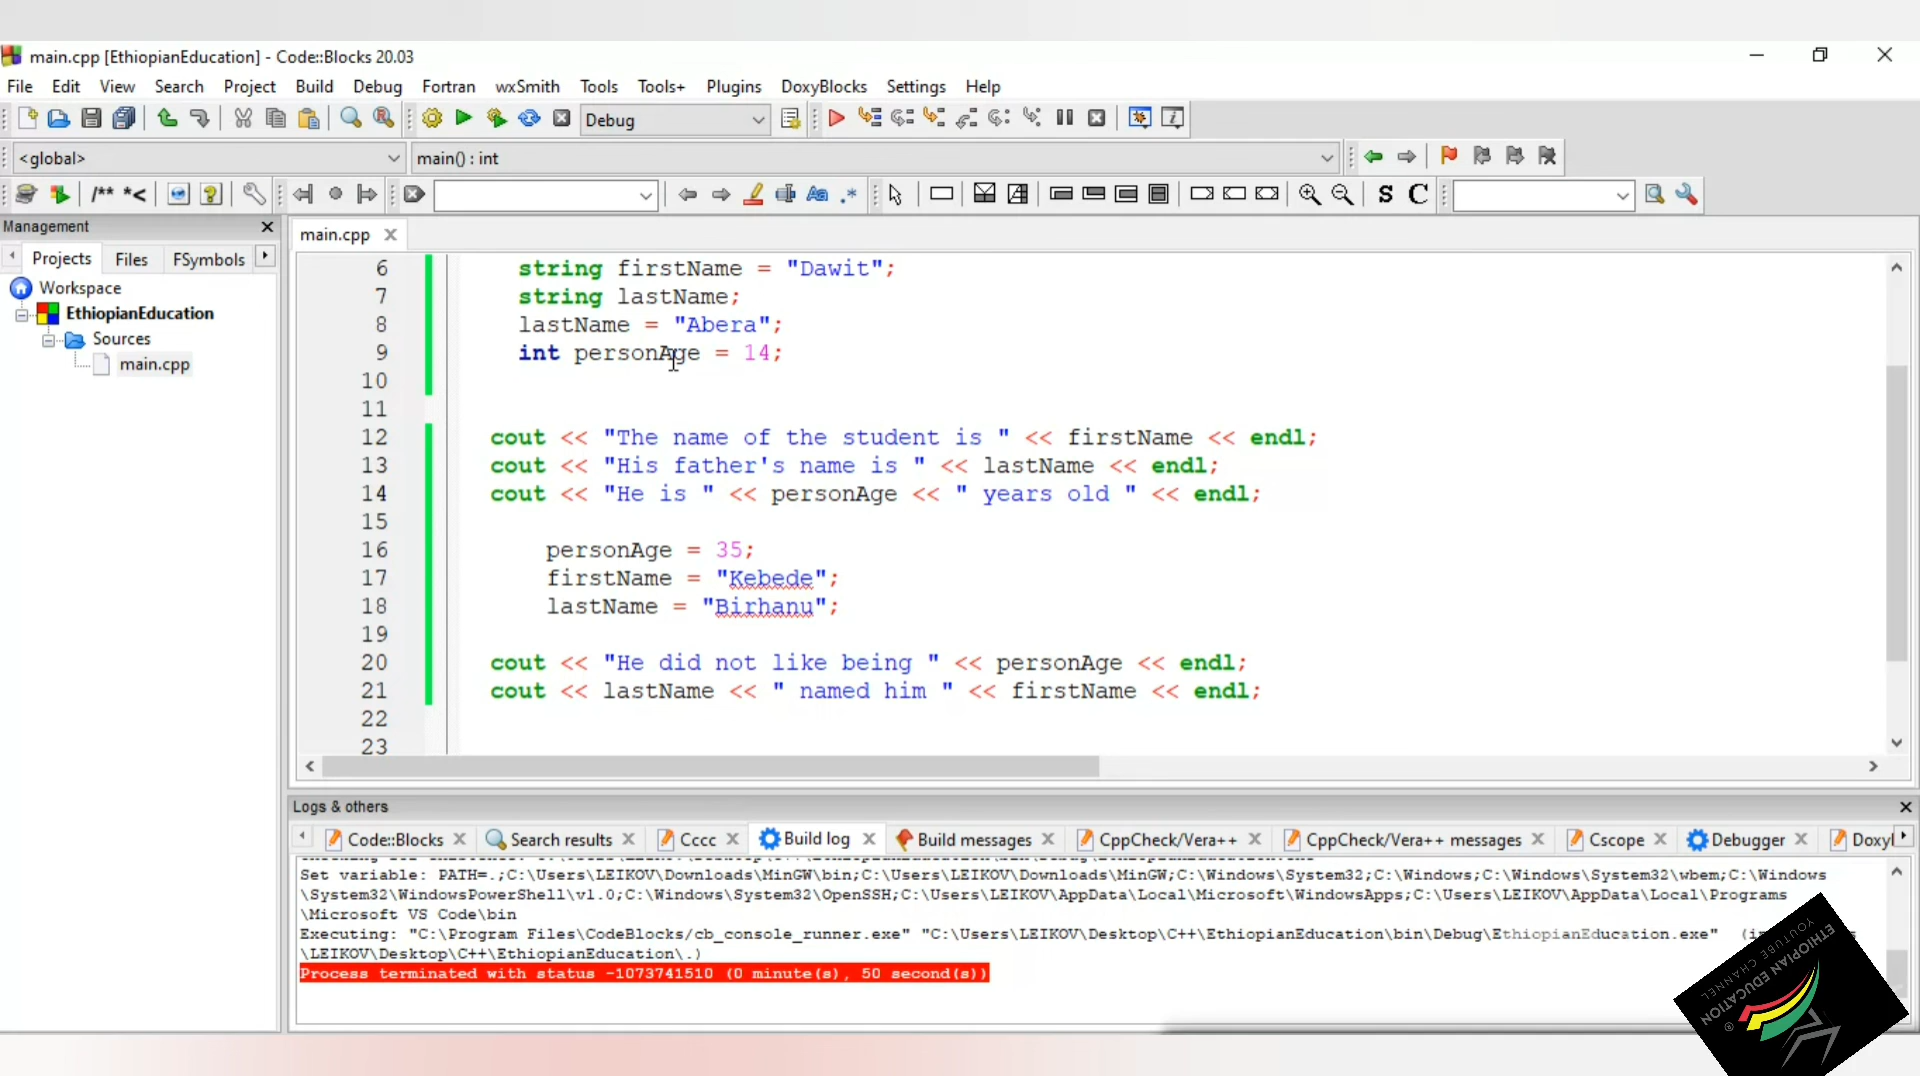 main.cpp [EthiopianEducation] - Code::Blocks 20.03
File Edit View Search Project Build Debug Fortran wxSmith Tools Tools+ Plugins DoxyBlocks Settings Help
Debug
<global> main() : int
/** *< S C
Management
main.cpp
Projects Files FSymbols
Workspace
EthiopianEducation
Sources
main.cpp
6 string firstName = "Dawit";
7 string lastName;
8 lastName = "Abera";
9 int personAge = 14;
10
11
12 cout << "The name of the student is " << firstName << endl;
13 cout << "His father's name is " << lastName << endl;
14 cout << "He is " << personAge << " years old " << endl;
15
16 personAge = 35;
17 firstName = "Kebede";
18 lastName = "Birhanu";
19
20 cout << "He did not like being " << personAge << endl;
21 cout << lastName << " named him " << firstName << endl;
22
23
Logs & others
Code::Blocks Search results Cccc Build log Build messages CppCheck/Vera++ CppCheck/Vera++ messages Cscope Debugger
Set variable: PATH=.;C:\Users\LEIKOV\Downloads\MinGW\bin;C:\Users\LEIKOV\Downloads\MinGW;C:\Windows\System32;C:\Windows;C:\Windows\System32\wbem;C:\Windows
\System32\WindowsPowerShell\v1.0;C:\Windows\System32\OpenSSH;C:\Users\LEIKOV\AppData\Local\Microsoft\WindowsApps;C:\Users\LEIKOV\AppData\Local\Programs
\Microsoft VS Code\bin
Executing: "C:\Program Files\CodeBlocks/cb_console_runner.exe" "C:\Users\LEIKOV\Desktop\C++\EthiopianEducation\bin\Debug\EthiopianEducation.exe"
\LEIKOV\Desktop\C++\EthiopianEducation\.)
Process terminated with status -1073741510 (0 minute(s), 50 second(s))
ETHIOPIAN EDUCATION
YOUTUBE CHANNEL